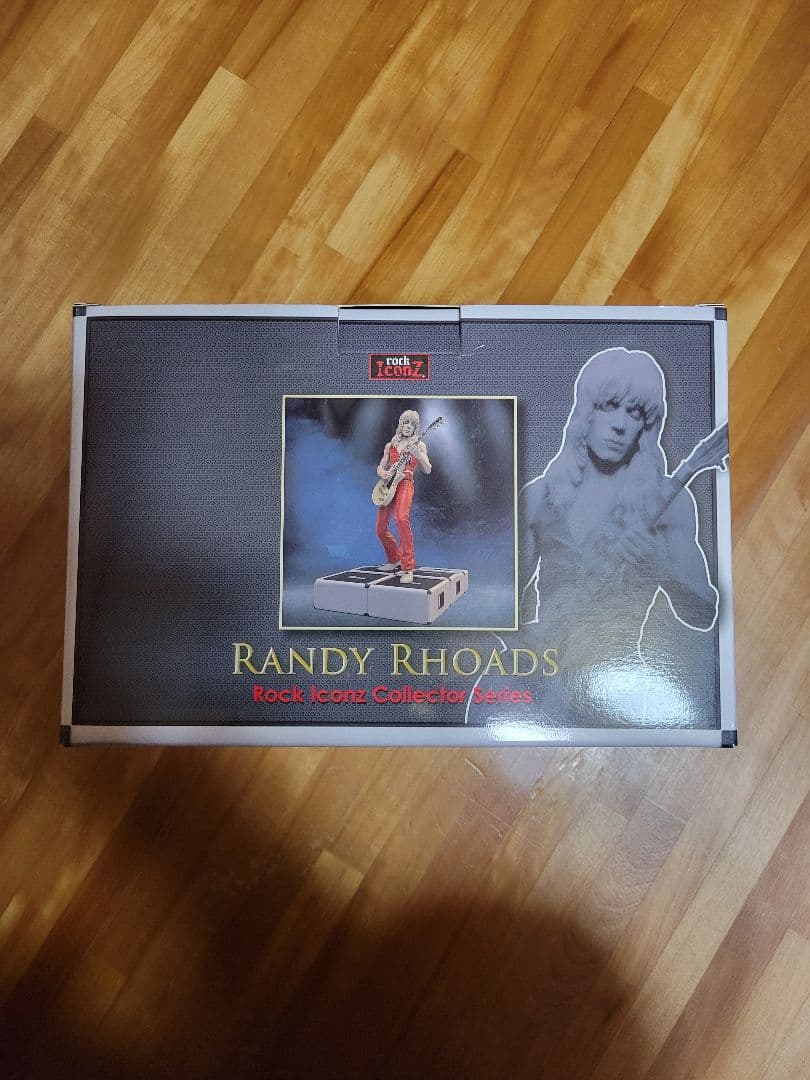 rock
Iconz
RANDY RHOADS
Rock Iconz Collector Series